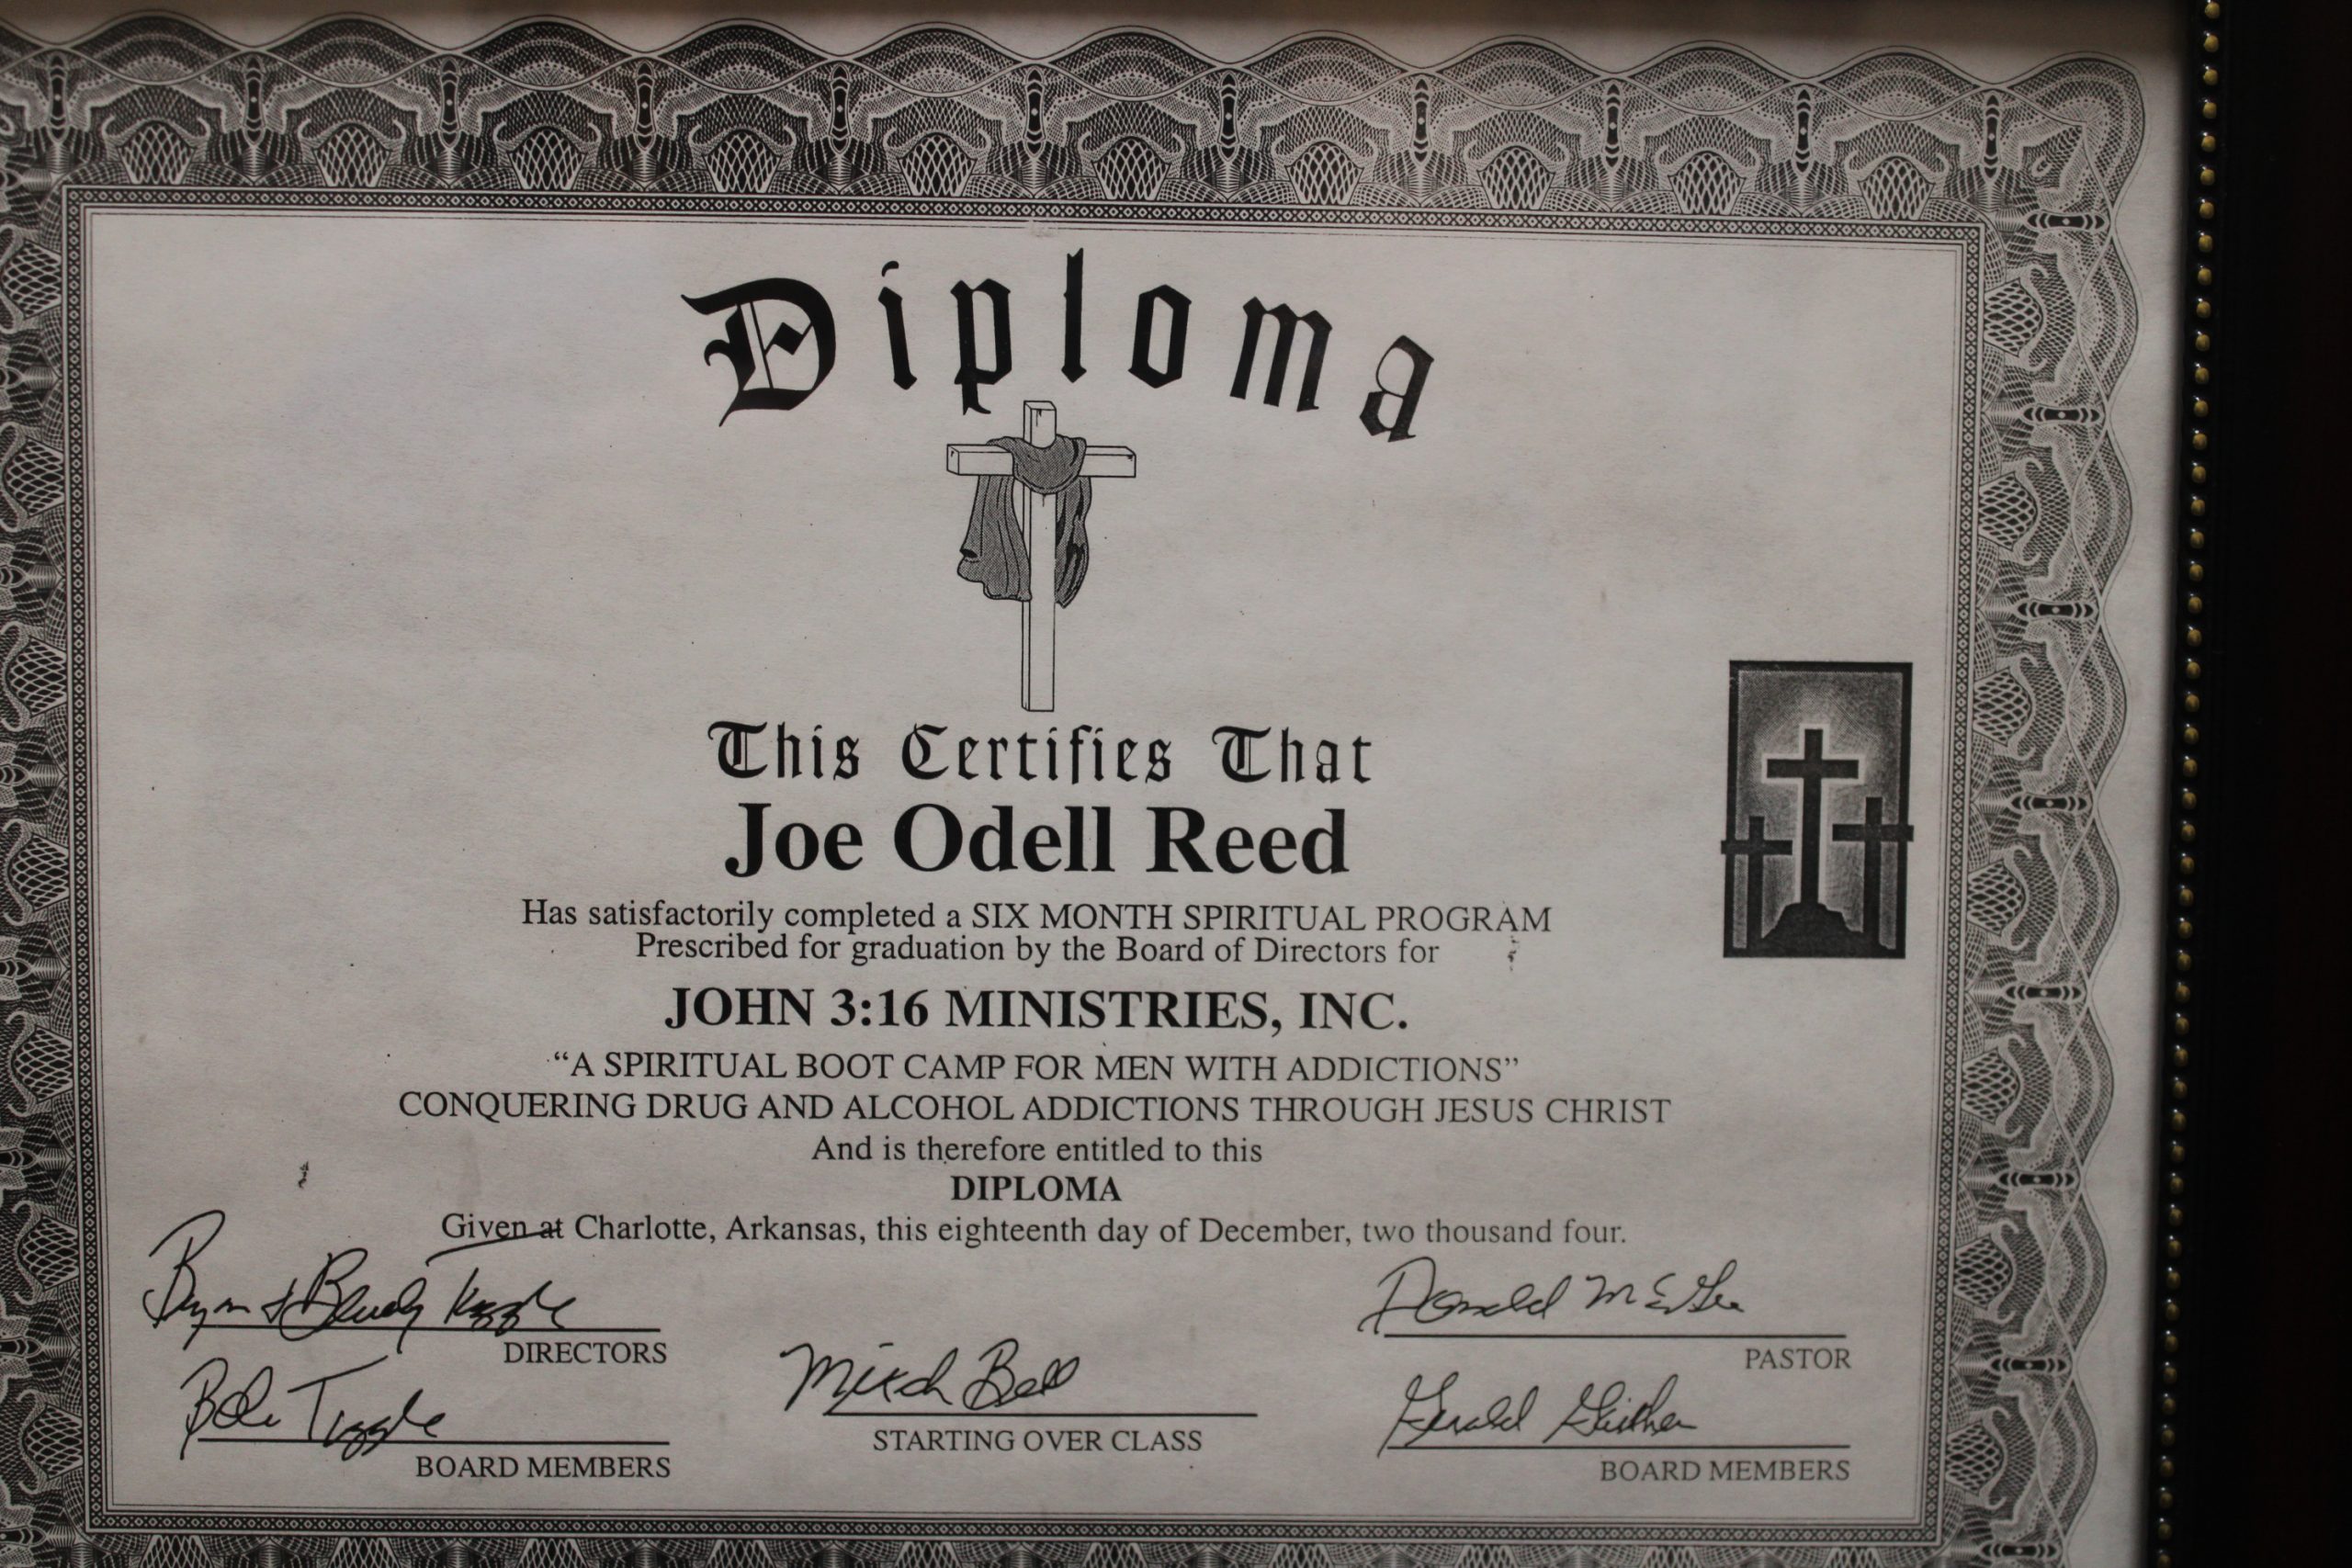 Diploma
This Certifies That
Joe Odell Reed
Has satisfactorily completed a SIX MONTH SPIRITUAL PROGRAM
Prescribed for graduation by the Board of Directors for
JOHN 3:16 MINISTRIES, INC.
“A SPIRITUAL BOOT CAMP FOR MEN WITH ADDICTIONS”
CONQUERING DRUG AND ALCOHOL ADDICTIONS THROUGH JESUS CHRIST
And is therefore entitled to this
DIPLOMA
Given at Charlotte, Arkansas, this eighteenth day of December, two thousand four.
DIRECTORS
Donald
PASTOR
Mitch Bell
STARTING OVER CLASS
BOARD MEMBERS
Gerald
BOARD MEMBERS